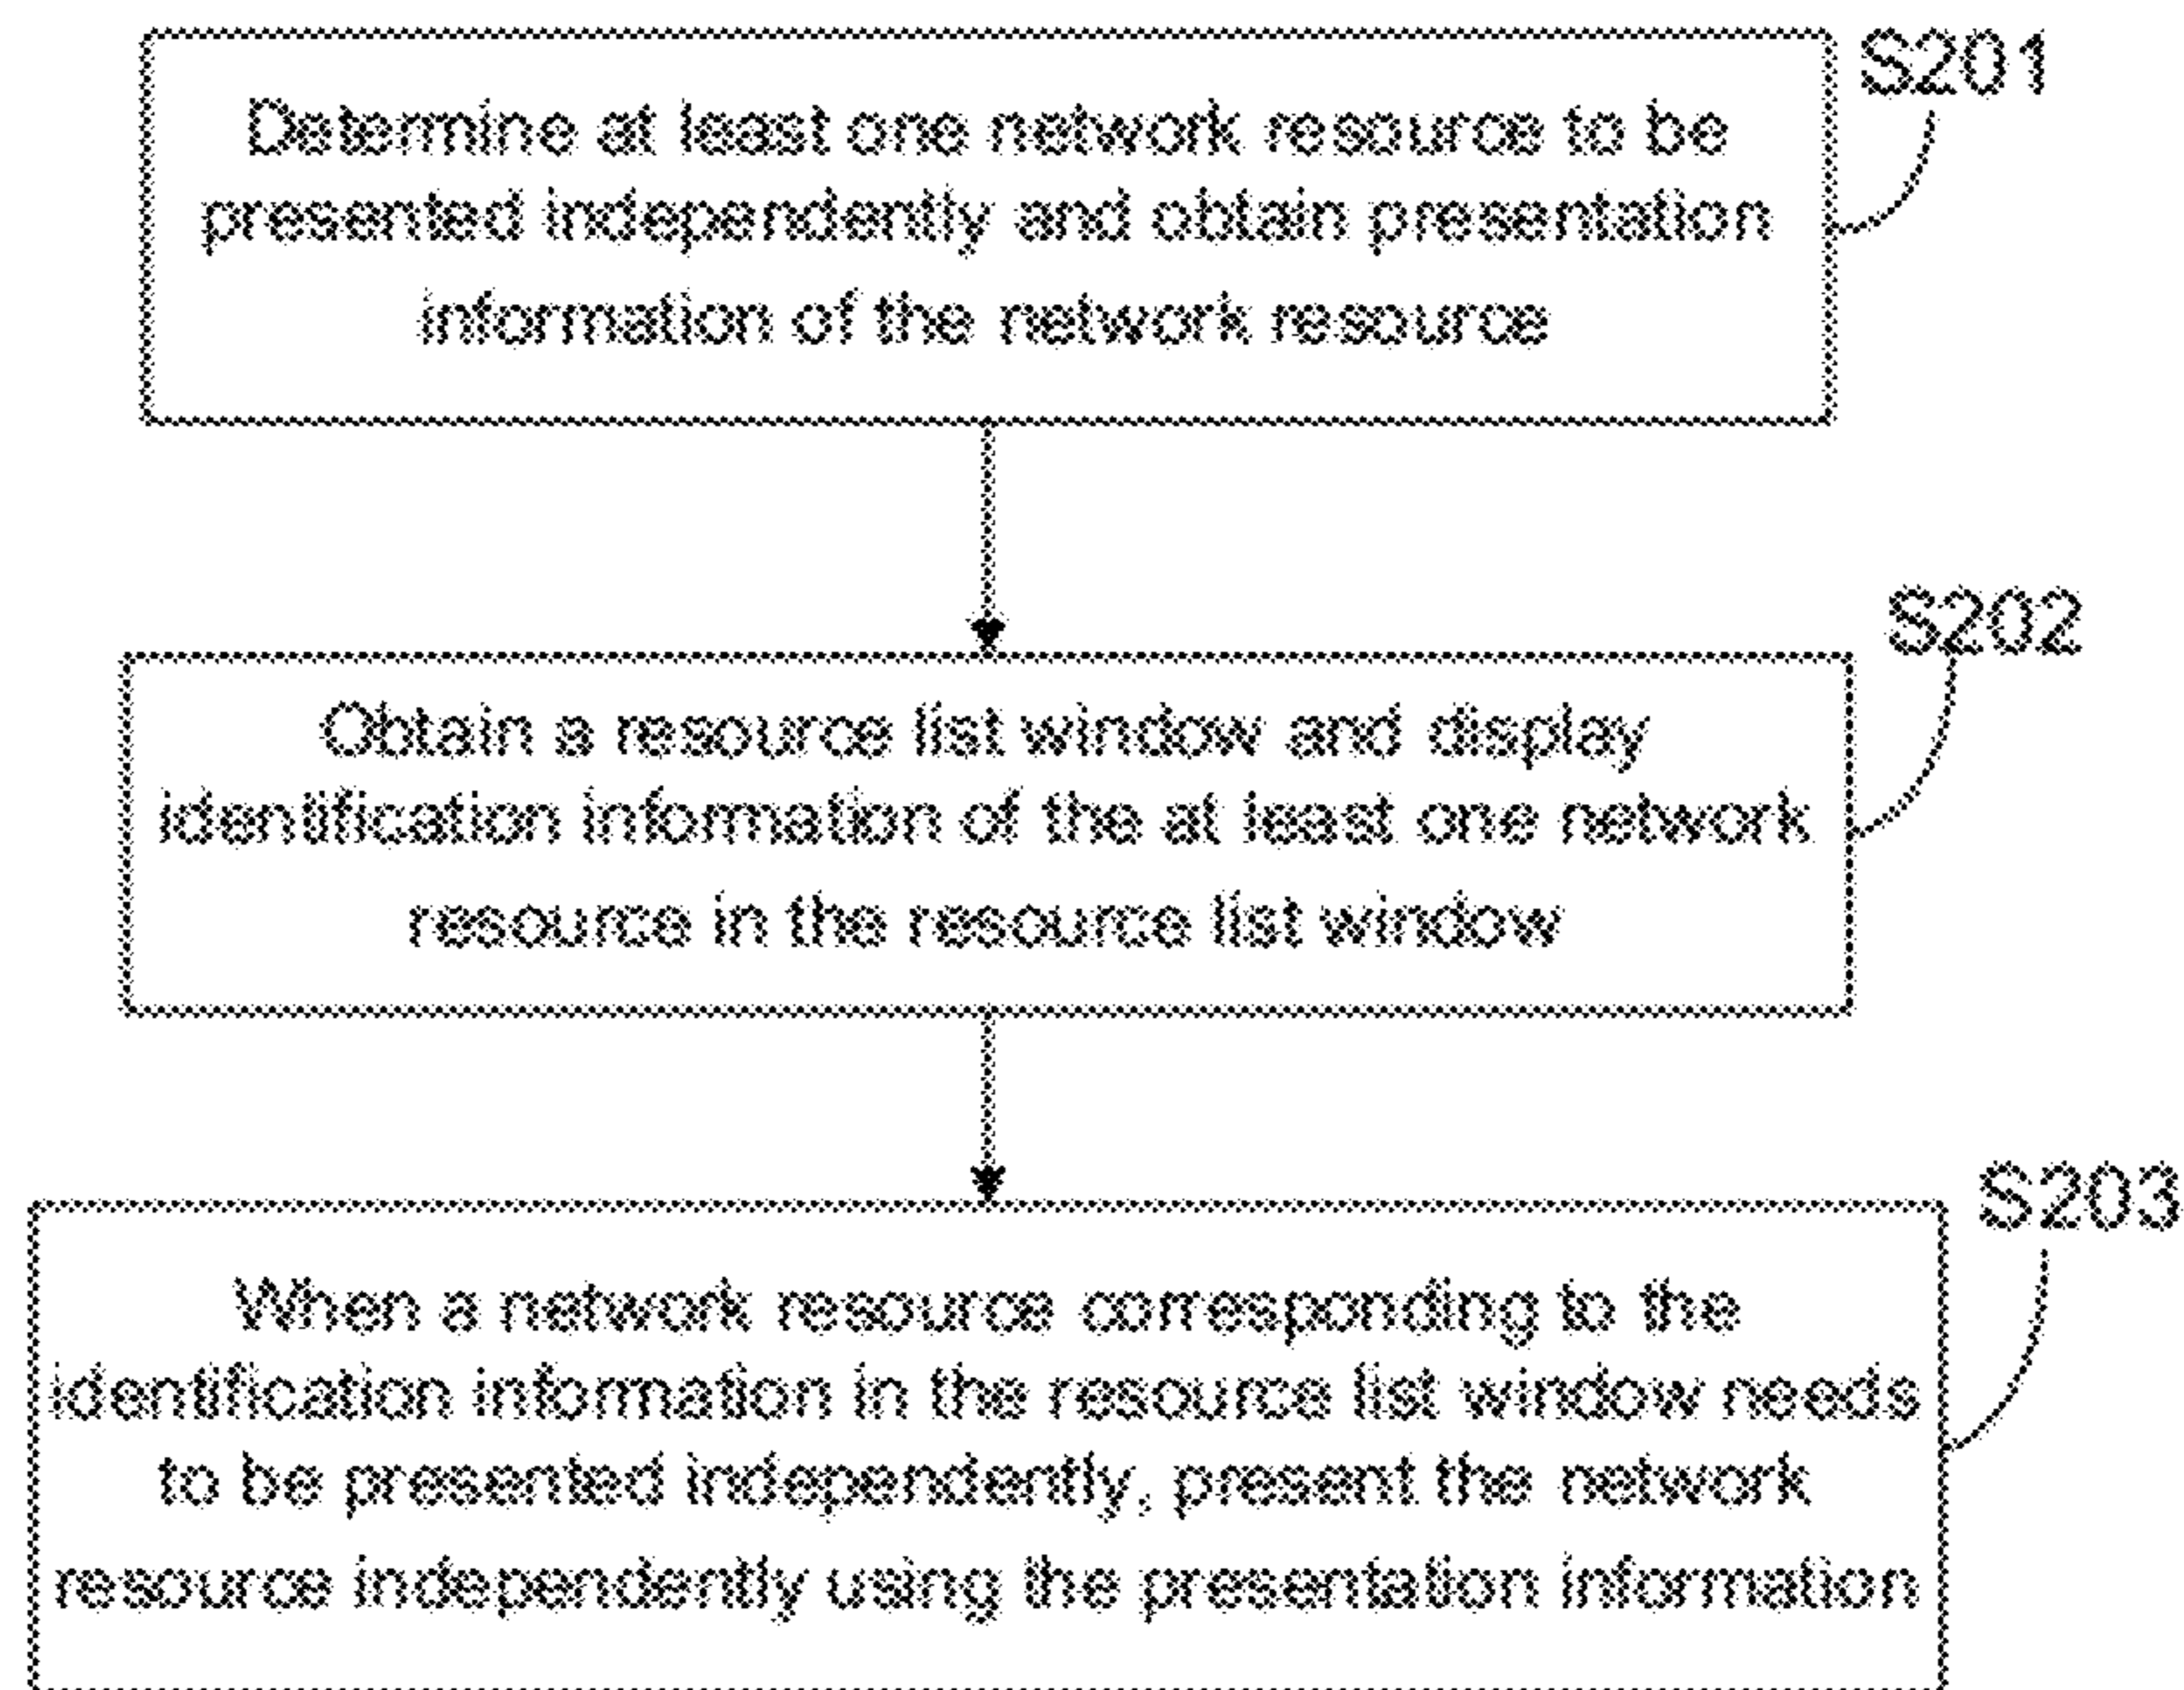 S201
Determine at least one network resource to be
presented independently and obtain presentation
information of the network resource
S202
Obtain a resource list window and display
identification information of the at least one network
resource in the resource list window
S203
When a network resource corresponding to the
identification information in the resource list window needs
to be presented independently, present the network
resource independently using the presentation information